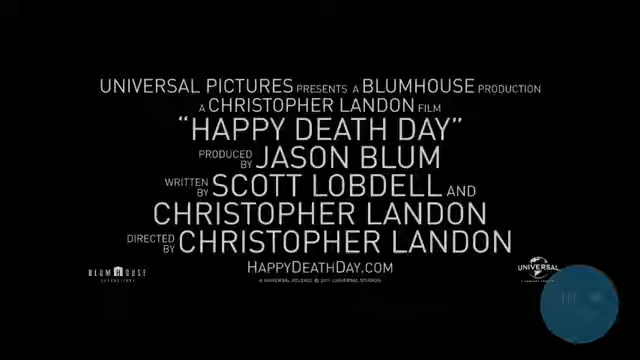 UNIVERSAL PICTURES PRESENTS A BLUMHOUSE PRODUCTION
A CHRISTOPHER LANDON FILM
"HAPPY DEATH DAY"
PRODUCED BY JASON BLUM
WRITTEN BY SCOTT LOBDELL AND
CHRISTOPHER LANDON
DIRECTED BY CHRISTOPHER LANDON
HAPPYDEATHDAY.COM
BLUMHOUSE
UNIVERSAL